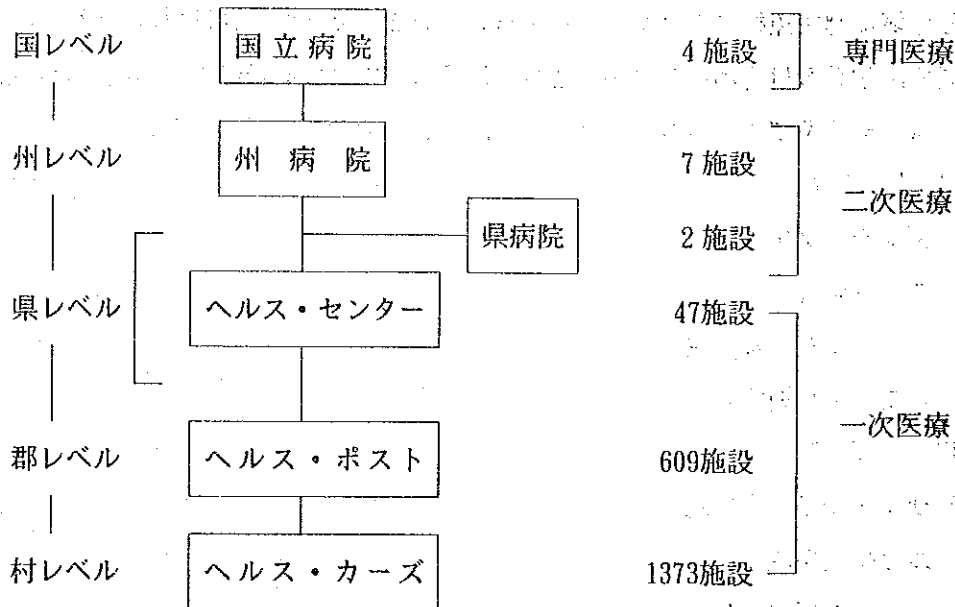 国レベル 国立病院 4施設 専門医療
州レベル 州病院 7施設
二次医療
県病院 2施設
県レベル ヘルス・センター 47施設
一次医療
郡レベル ヘルス・ポスト 609施設
村レベル ヘルス・カーズ 1373施設